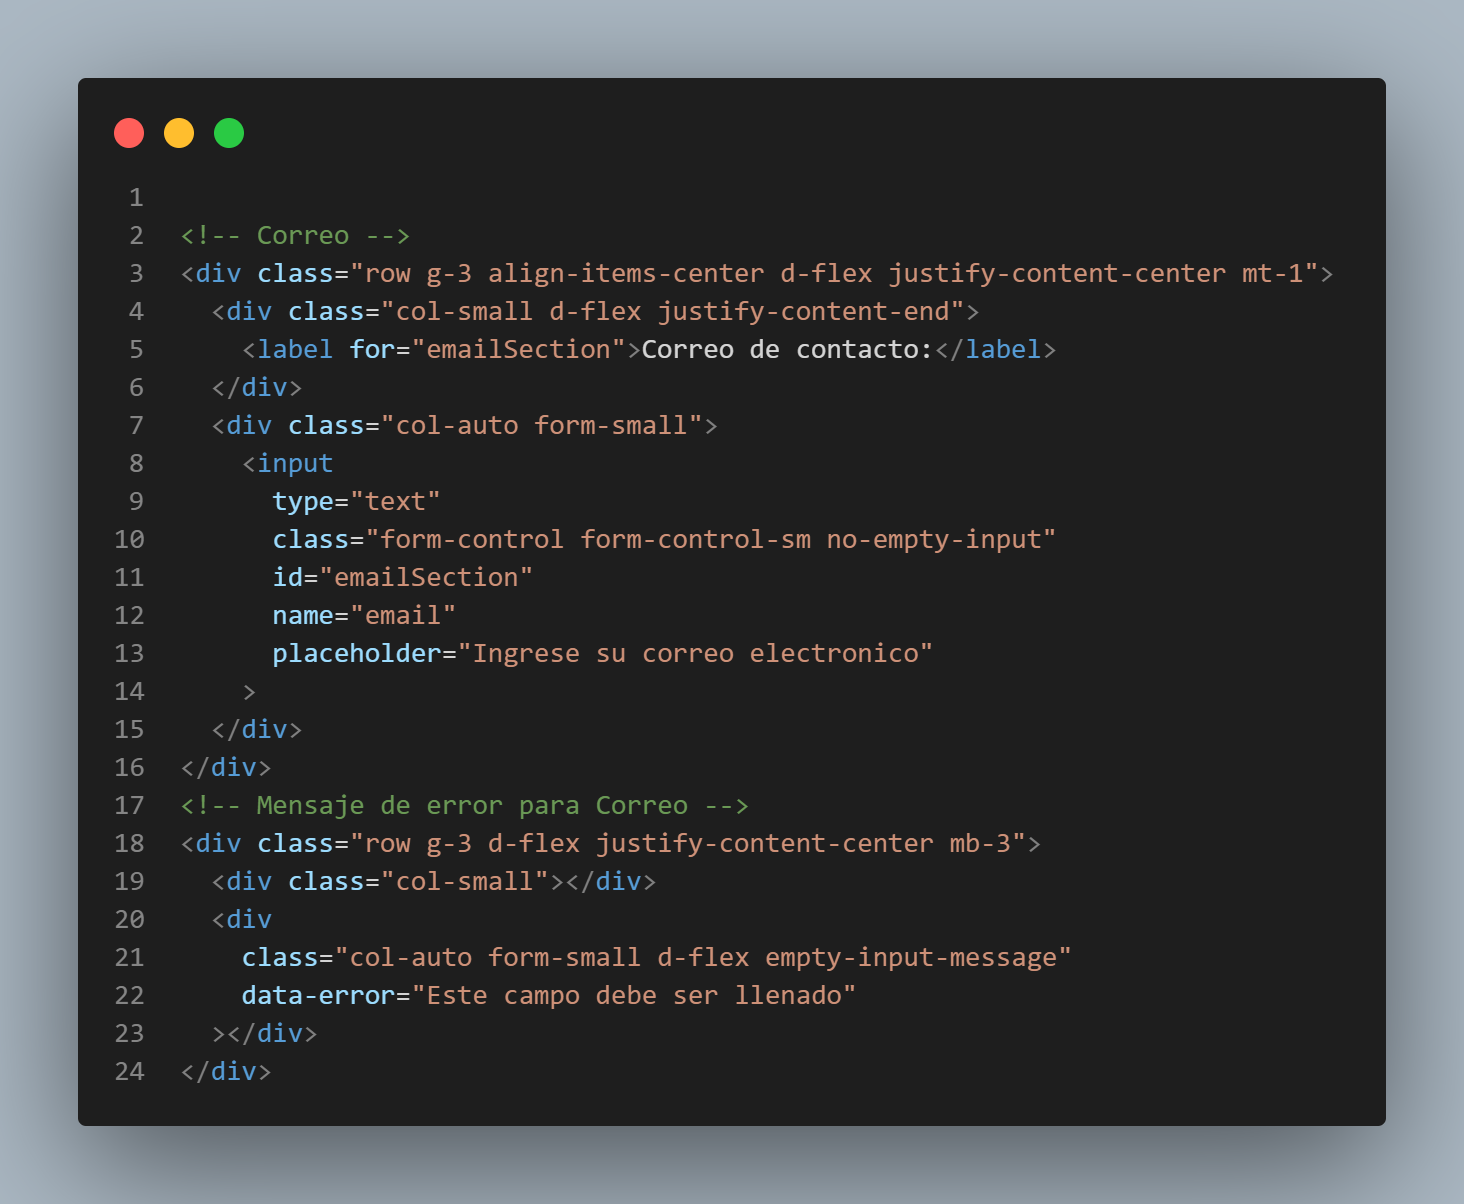 1
2 <!-- Correo -->
3 <div class="row g-3 align-items-center d-flex justify-content-center mt-1">
4   <div class="col-small d-flex justify-content-end">
5     <label for="emailSection">Correo de contacto:</label>
6   </div>
7   <div class="col-auto form-small">
8     <input
9       type="text"
10       class="form-control form-control-sm no-empty-input"
11       id="emailSection"
12       name="email"
13       placeholder="Ingrese su correo electronico"
14     >
15   </div>
16 </div>
17 <!-- Mensaje de error para Correo -->
18 <div class="row g-3 d-flex justify-content-center mb-3">
19   <div class="col-small"></div>
20   <div
21     class="col-auto form-small d-flex empty-input-message"
22     data-error="Este campo debe ser llenado"
23   ></div>
24 </div>